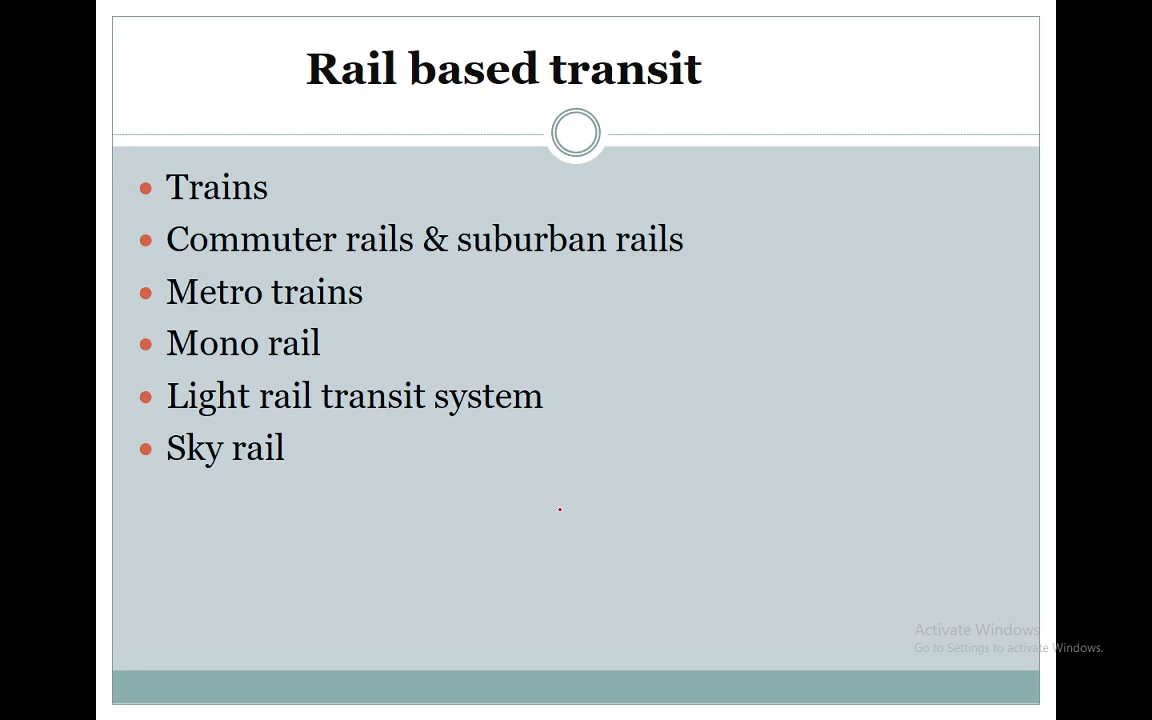 Rail based transit
Trains
Commuter rails & suburban rails
Metro trains
Mono rail
Light rail transit system
Sky rail
Activate Windows
Go to Settings to activate Windows.